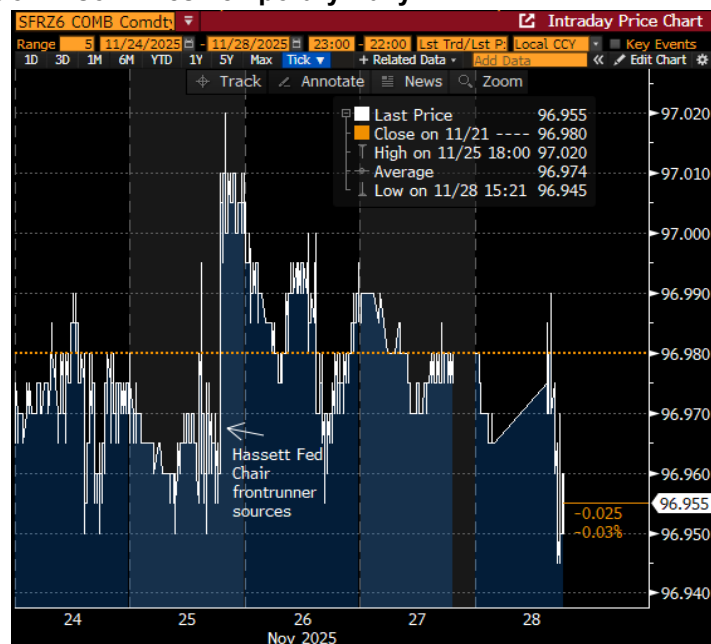 SFRZ6 COMB Comdty Intraday Price Chart
Range 5 11/24/2025 - 11/28/2025 23:00 - 22:00 Lst Trd/Lst P: Local CCY Key Events
1D 3D 1M 6M YTD 1Y 5Y Max Tick ▼ + Related Data Add Data « Edit Chart
Track Annotate News Zoom
Last Price 96.955
Close on 11/21 ---- 96.980
High on 11/25 18:00 97.020
Average 96.974
Low on 11/28 15:21 96.945
97.020
97.010
97.000
96.990
96.980
96.970
96.960
96.955
96.950
96.940
-0.025
-0.03%
Hassett Fed
Chair
frontrunner
sources
24 25 26 27 28
Nov 2025